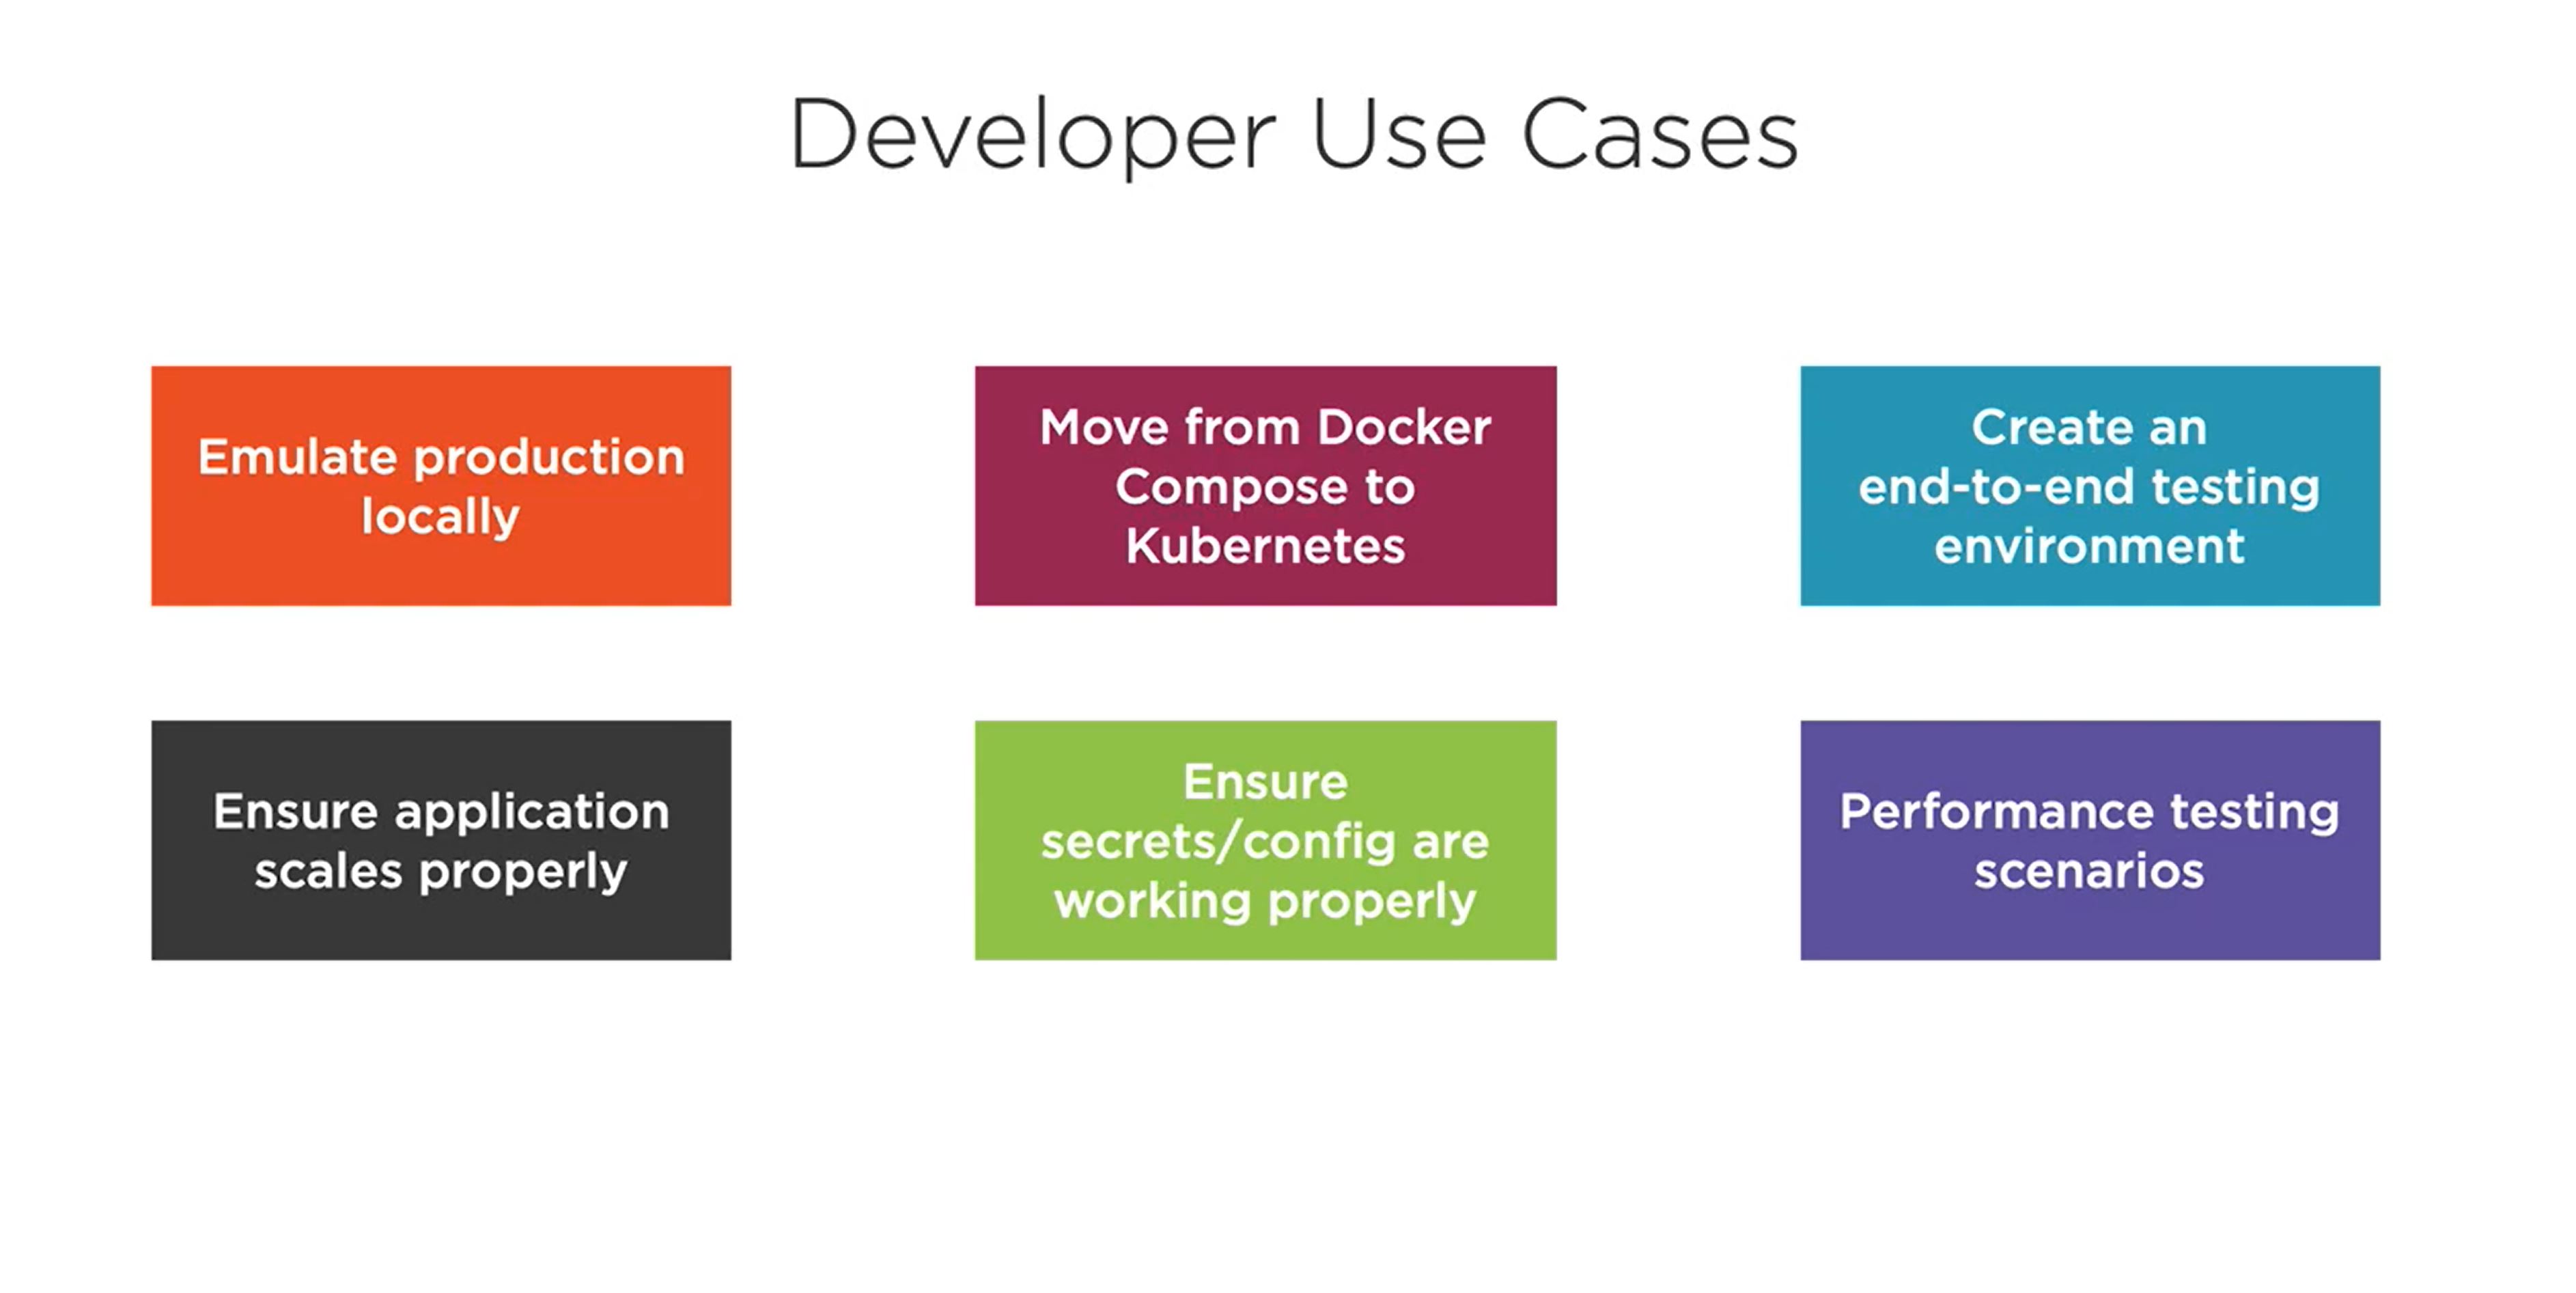 Developer Use Cases
Emulate production
locally
Move from Docker
Compose to
Kubernetes
Create an
end-to-end testing
environment
Ensure application
scales properly
Ensure
secrets/config are
working properly
Performance testing
scenarios